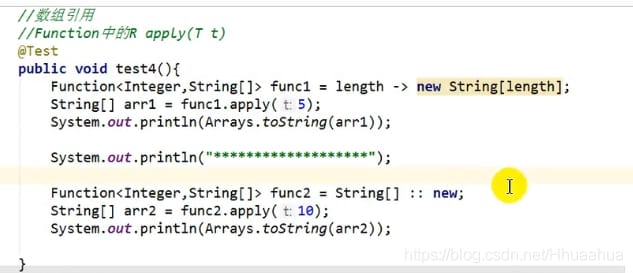 //数组引用
//Function中的R apply(T t)
@Test
public void test4(){
Function<Integer,String[]> func1 = length -> new String[length];
String[] arr1 = func1.apply( t: 5);
System.out.println(Arrays.toString(arr1));
System.out.println("*******************");
Function<Integer,String[]> func2 = String[] :: new;
String[] arr2 = func2.apply( t: 10);
System.out.println(Arrays.toString(arr2));
}
https://blog.csdn.net/Hhuaahua